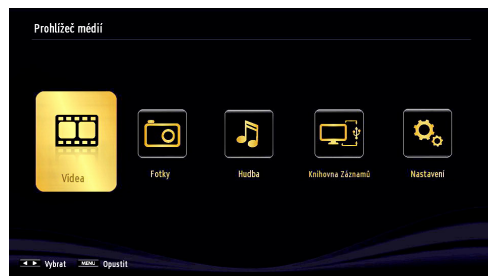 Prohlížeč médií
Videa
Fotky
Hudba
Knihovna Záznamů
Nastavení
◄ ► Vybrat MENU Opustit